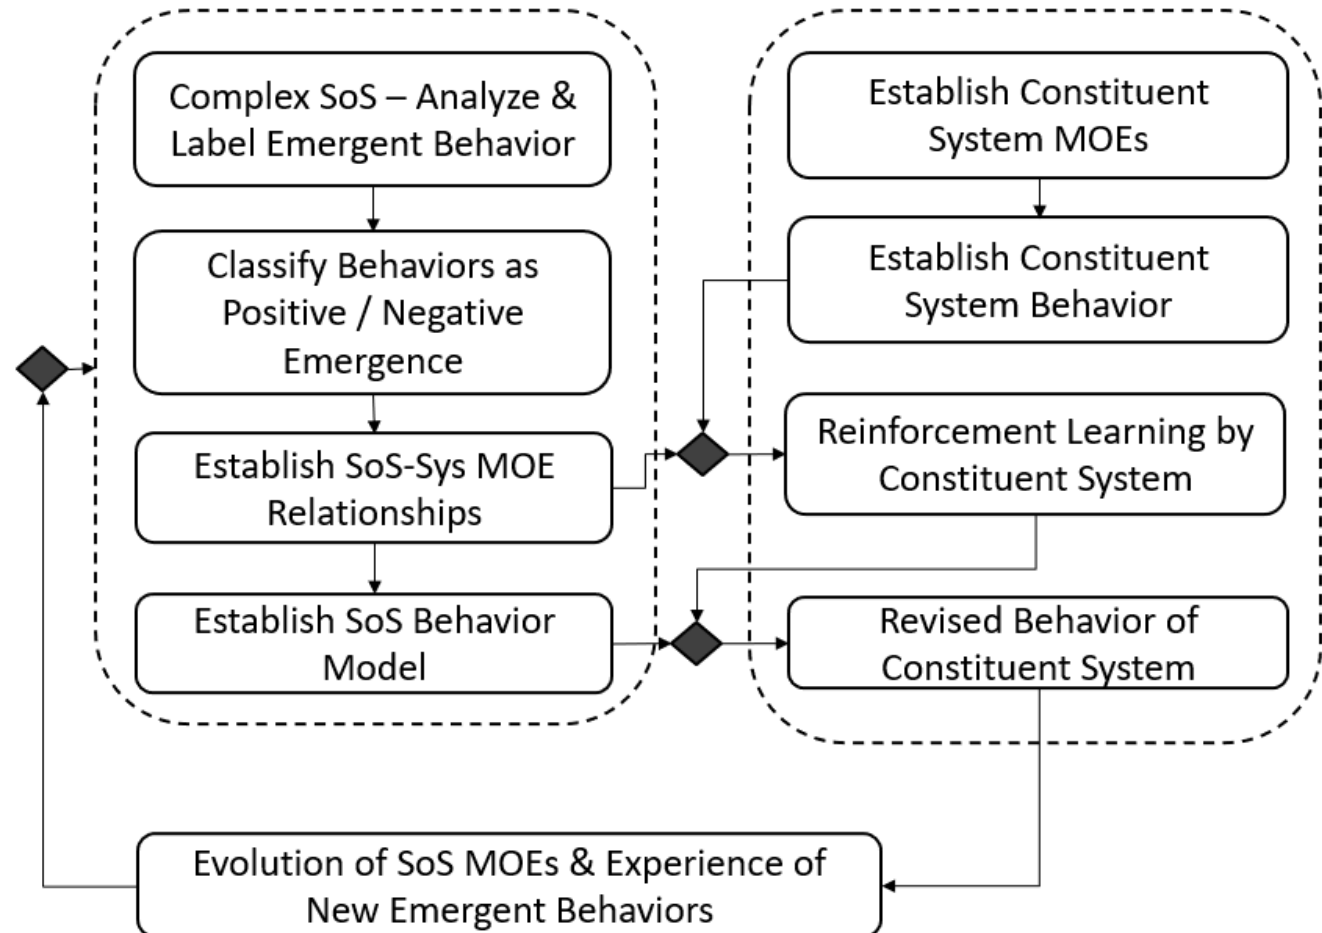 Complex SoS – Analyze &
Label Emergent Behavior
Classify Behaviors as
Positive / Negative
Emergence
Establish SoS-Sys MOE
Relationships
Establish SoS Behavior
Model
Establish Constituent
System MOEs
Establish Constituent
System Behavior
Reinforcement Learning by
Constituent System
Revised Behavior of
Constituent System
Evolution of SoS MOEs & Experience of
New Emergent Behaviors